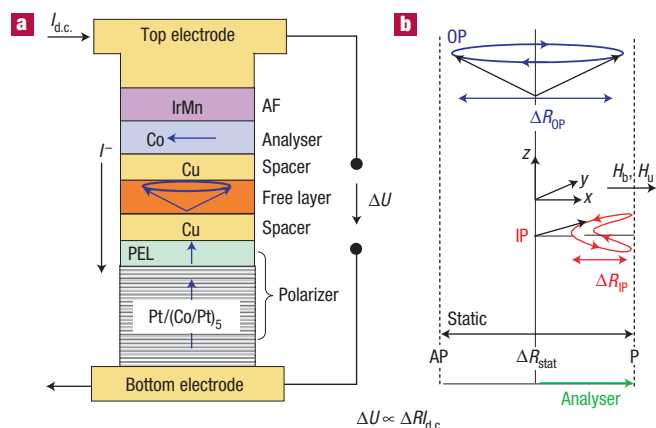 a
I d.c.
Top electrode
IrMn
AF
Co
Analyser
Cu
Spacer
I–
Free layer
ΔU
Cu
Spacer
PEL
Polarizer
Pt/(Co/Pt)5
Bottom electrode
b
OP
ΔROP
z
y
x
Hb, Hu
IP
ΔRIP
Static
AP
ΔRstat
P
Analyser
ΔU ∝ ΔRId.c.